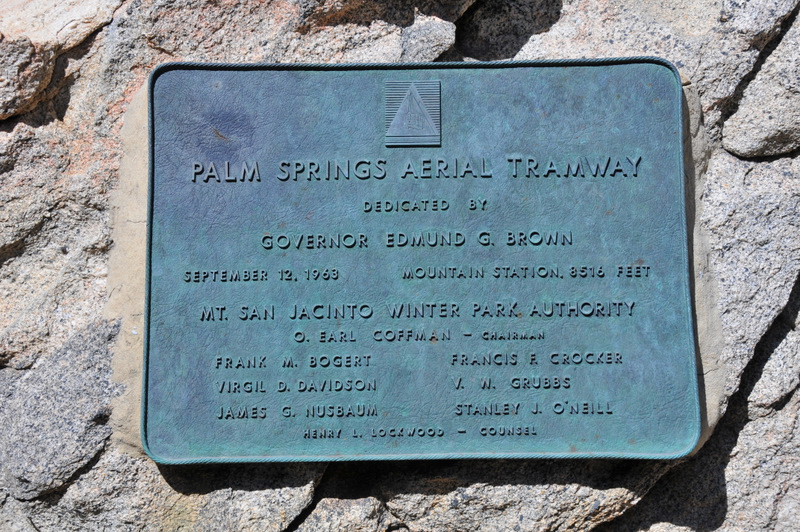 PALM SPRINGS AERIAL TRAMWAY
DEDICATED BY
GOVERNOR EDMUND G. BROWN
SEPTEMBER 12, 1963 MOUNTAIN STATION, 8516 FEET
MT. SAN JACINTO WINTER PARK AUTHORITY
O. EARL COFFMAN - CHAIRMAN
FRANK M. BOGERT FRANCIS F. CROCKER
VIRGIL D. DAVIDSON V. W. GRUBBS
JAMES G. NUSBAUM STANLEY J. O'NEILL
HENRY L. LOCKWOOD - COUNSEL